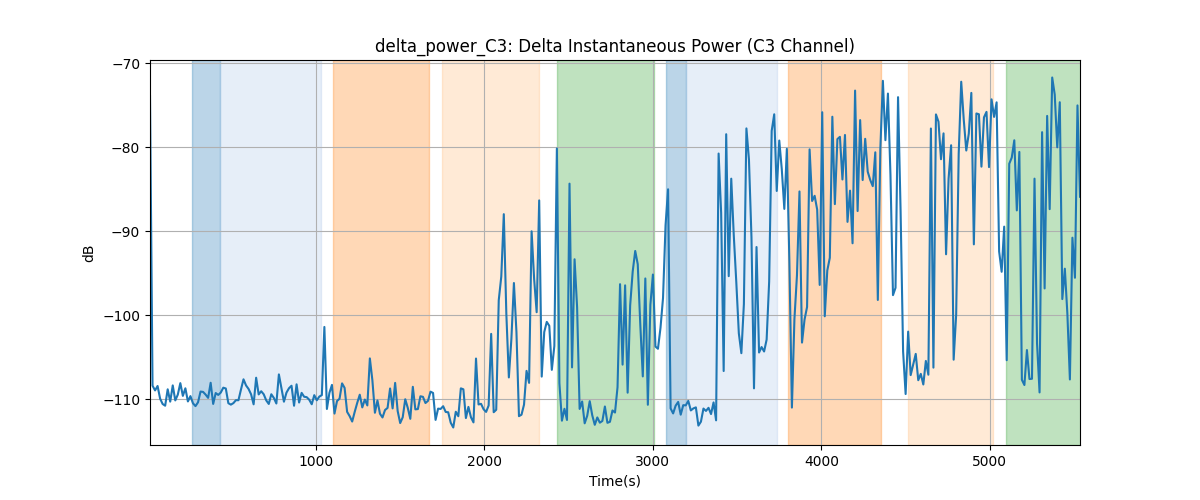 delta_power_C3: Delta Instantaneous Power (C3 Channel)
−70
−80
−90
−100
−110
dB
1000 2000 3000 4000 5000
Time(s)